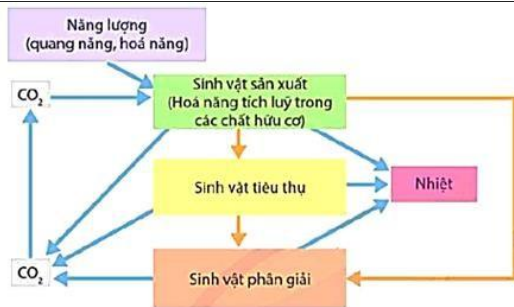 Năng lượng
(quang năng, hoá năng)
CO₂
Sinh vật sản xuất
(Hoá năng tích luỹ trong
các chất hữu cơ)
Sinh vật tiêu thụ
Nhiệt
CO₂
Sinh vật phân giải